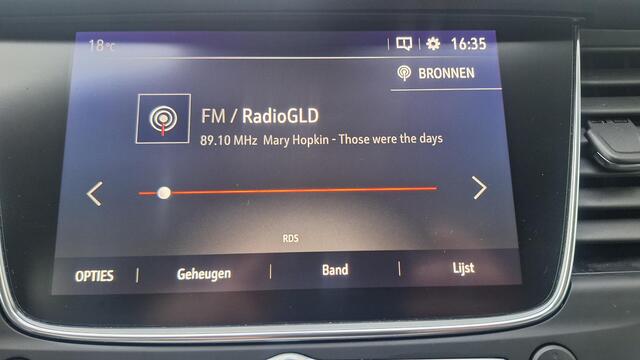 18°C 16:35
BRONNEN
FM / RadioGLD
89.10 MHz Mary Hopkin - Those were the days
RDS
OPTIES Geheugen Band Lijst